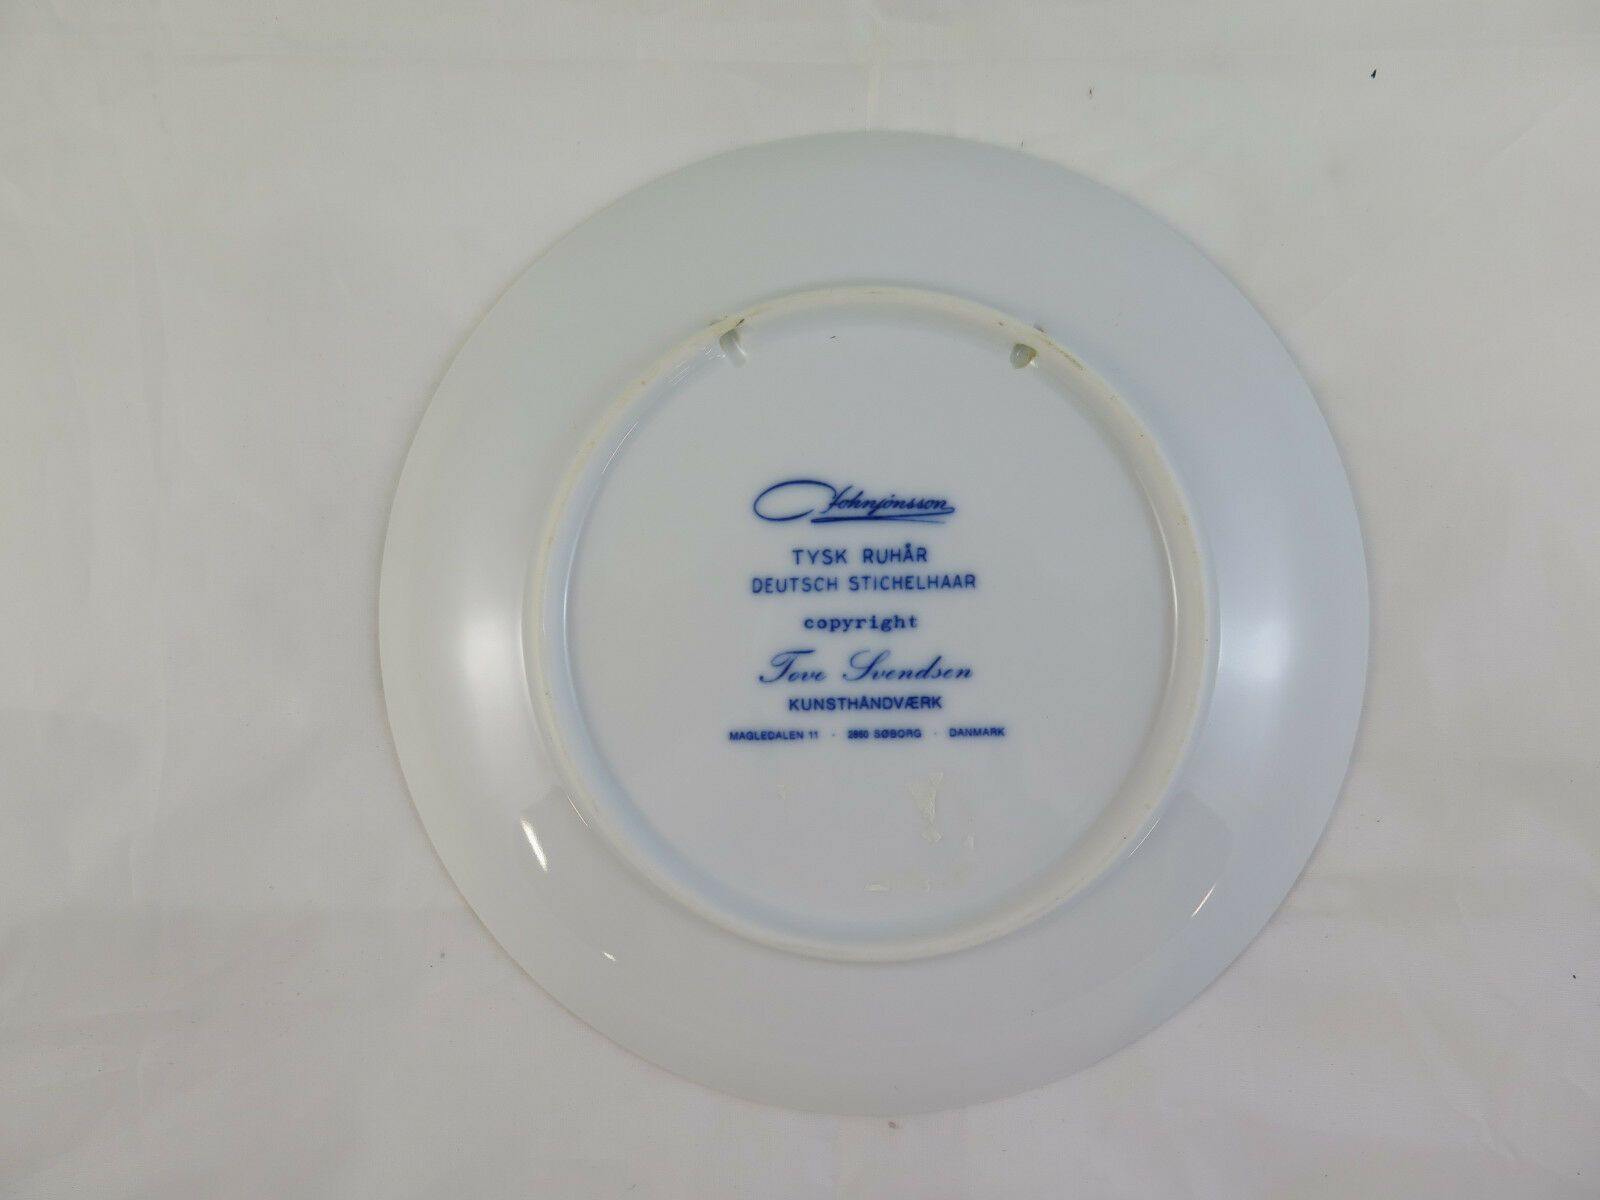 Johnjönsson
TYSK RUHÅR
DEUTSCH STICHELHAAR
copyright
Tove Svendsen
KUNSTHÅNDVÆRK
MAGLEDALEN 11 · 2860 SØBORG · DANMARK